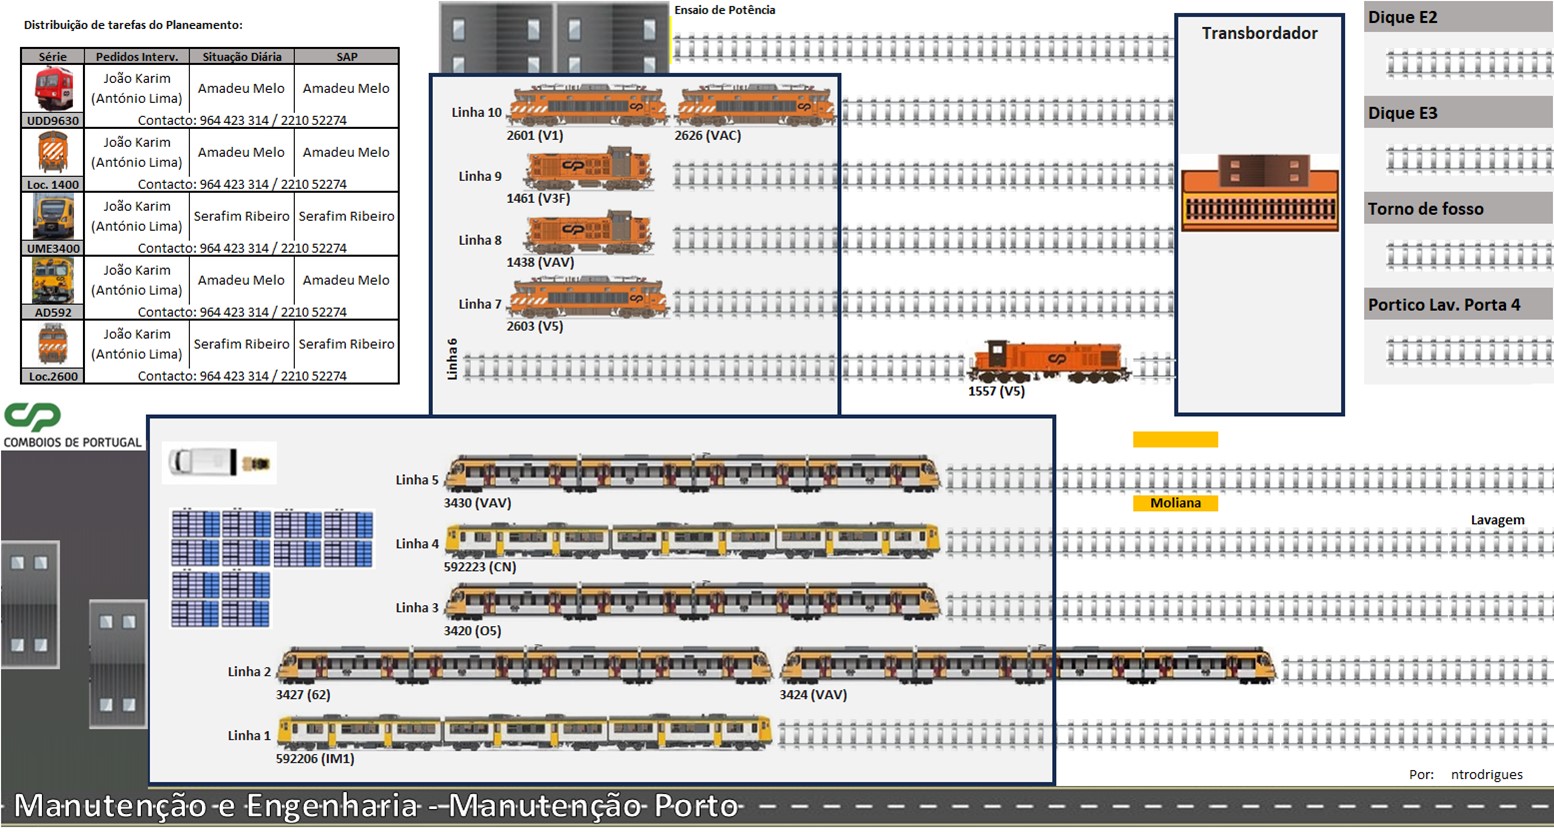 Distribuição de tarefas do Planeamento:
Série Pedidos Interv. Situação Diária SAP
João Karim
(António Lima) Amadeu Melo Amadeu Melo
UDD9630 Contacto: 964 423 314 / 2210 52274
João Karim
(António Lima) Amadeu Melo Amadeu Melo
Loc. 1400 Contacto: 964 423 314 / 2210 52274
João Karim
(António Lima) Serafim Ribeiro Serafim Ribeiro
UME3400 Contacto: 964 423 314 / 2210 52274
João Karim
(António Lima) Amadeu Melo Amadeu Melo
AD592 Contacto: 964 423 314 / 2210 52274
João Karim
(António Lima) Serafim Ribeiro Serafim Ribeiro
Loc.2600 Contacto: 964 423 314 / 2210 52274
CP
COMBOIOS DE PORTUGAL
Ensaio de Potência
Linha 10
2601 (V1) 2626 (VAC)
Linha 9
1461 (V3F)
Linha 8
1438 (VAV)
Linha 7
2603 (V5)
Linha 6
1557 (V5)
Transbordador
Dique E2
Dique E3
Torno de fosso
Portico Lav. Porta 4
Linha 5
3430 (VAV)
Moliana
Lavagem
Linha 4
592223 (CN)
Linha 3
3420 (O5)
Linha 2
3427 (62) 3424 (VAV)
Linha 1
592206 (IM1)
Por: ntrodrigues
Manutenção e Engenharia - Manutenção Porto